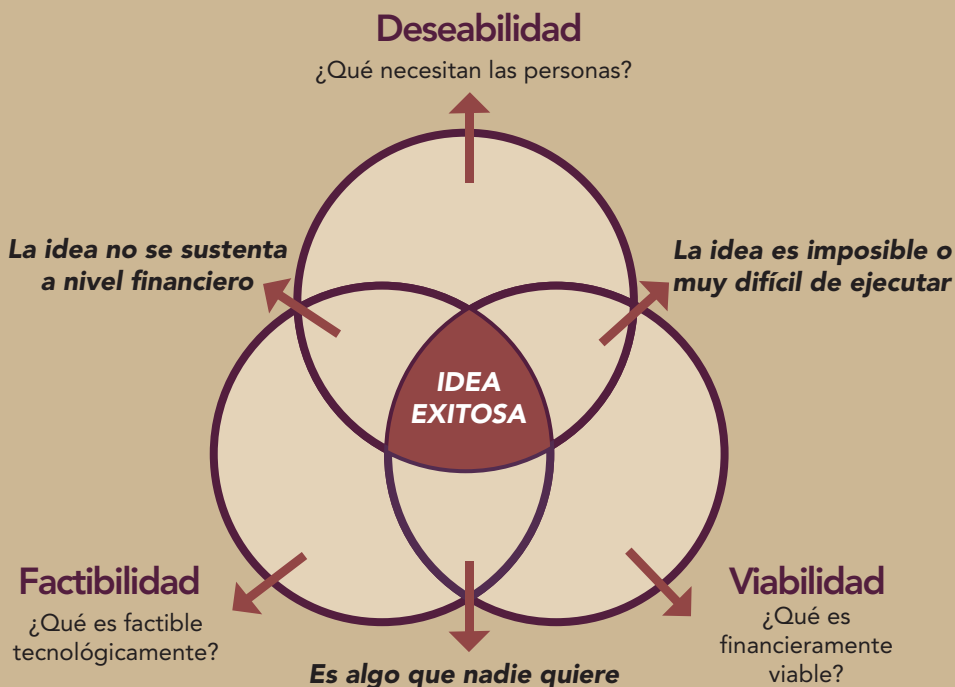 Deseabilidad
¿Qué necesitan las personas?
La idea no se sustenta
a nivel financiero
La idea es imposible o
muy difícil de ejecutar
IDEA
EXITOSA
Factibilidad
¿Qué es factible
tecnológicamente?
Viabilidad
¿Qué es
financieramente
viable?
Es algo que nadie quiere